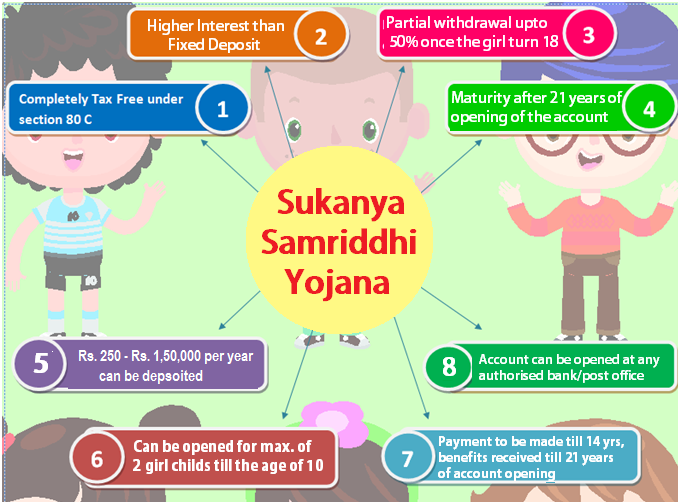 Completely Tax Free under
section 80 C
1
Higher Interest than
Fixed Deposit
2
Partial withdrawal upto
50% once the girl turn 18
3
Maturity after 21 years of
opening of the account
4
Sukanya
Samriddhi
Yojana
5
Rs. 250 - Rs. 1,50,000 per year
can be depsoited
6
Can be opened for max. of
2 girl childs till the age of 10
7
Payment to be made till 14 yrs,
benefits received till 21 years
of account opening
8
Account can be opened at any
authorised bank/post office